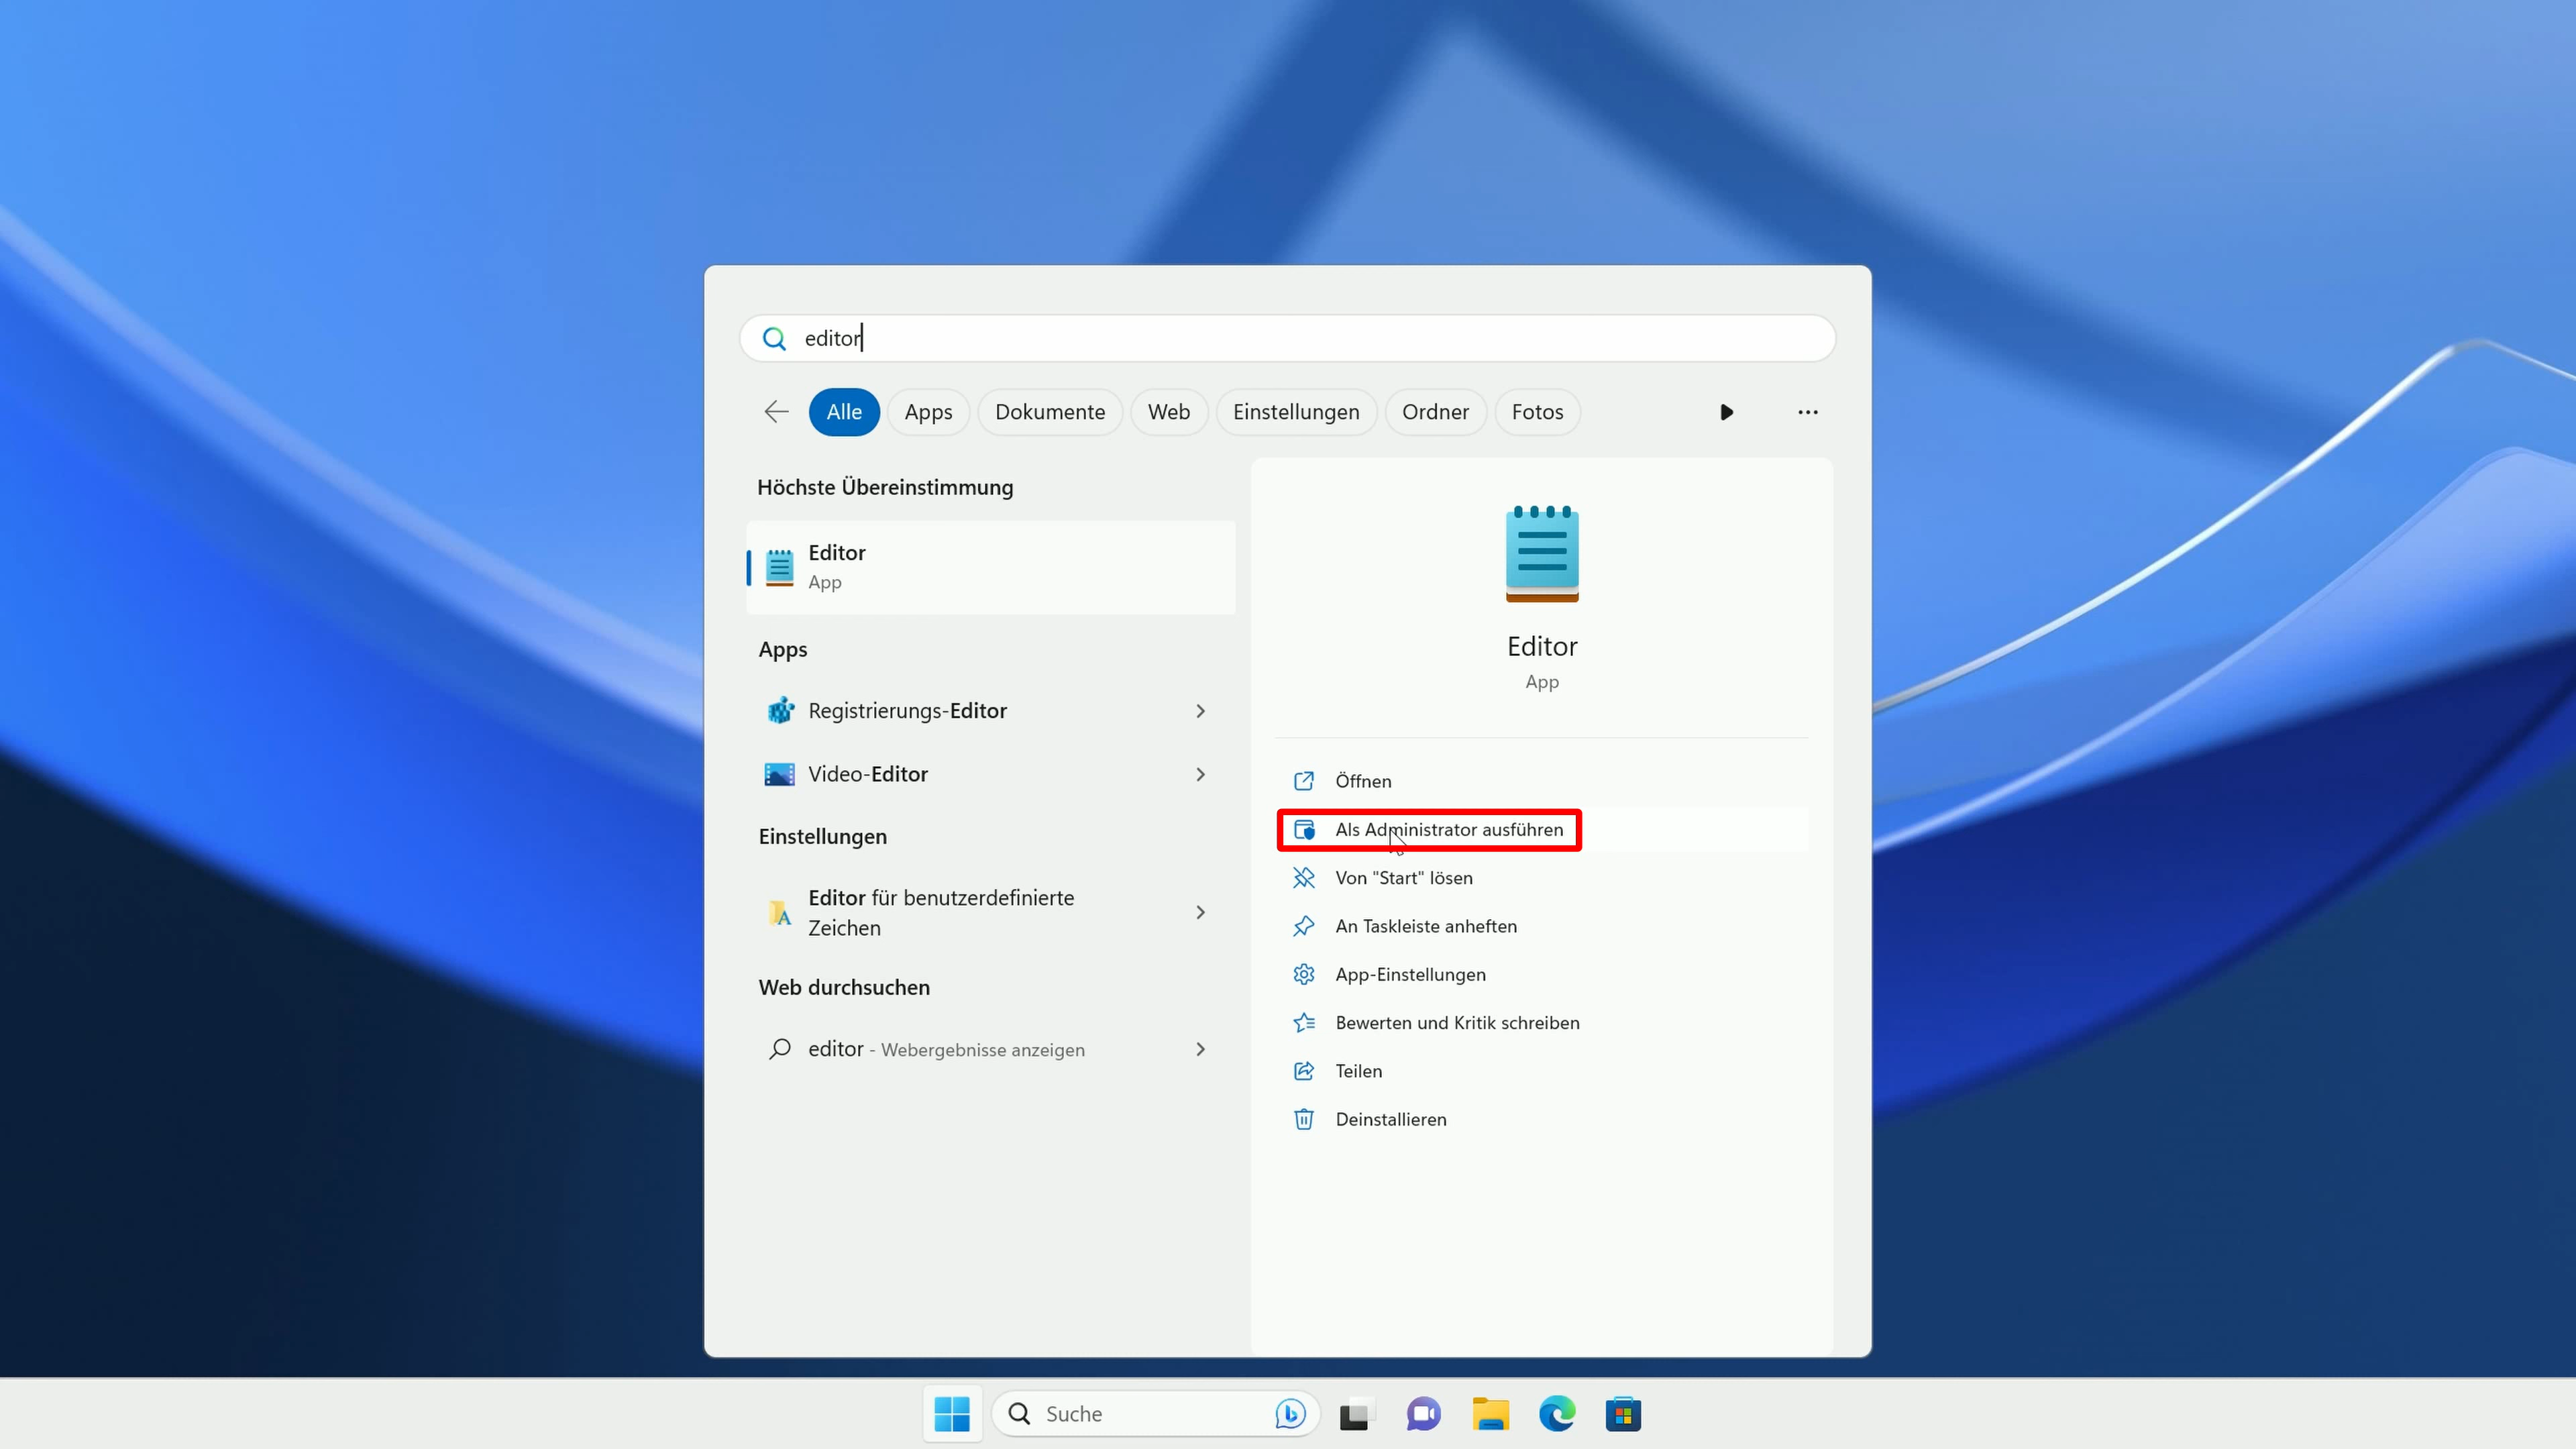 editor
Alle
Apps
Dokumente
Web
Einstellungen
Ordner
Fotos
Höchste Übereinstimmung
Editor
App
Apps
Registrierungs-Editor
Video-Editor
Einstellungen
Editor für benutzerdefinierte
Zeichen
Web durchsuchen
editor - Webergebnisse anzeigen
Editor
App
Öffnen
Als Administrator ausführen
Von "Start" lösen
An Taskleiste anheften
App-Einstellungen
Bewerten und Kritik schreiben
Teilen
Deinstallieren
Suche